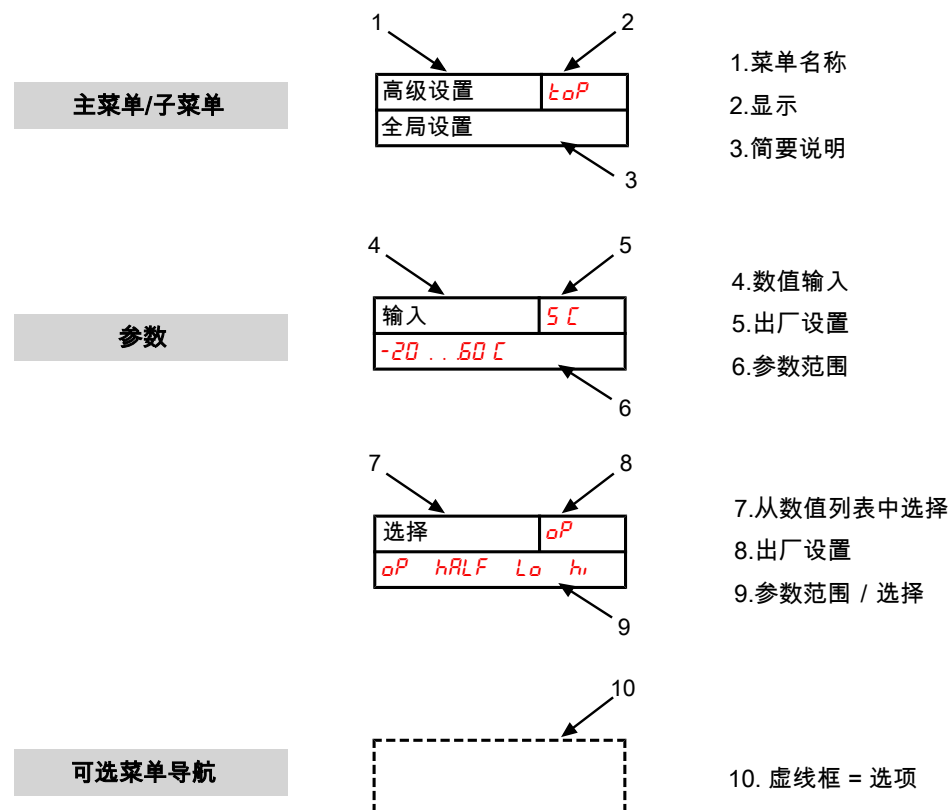 1 2
主菜单/子菜单
高级设置 toP
全局设置
3
1.菜单名称
2.显示
3.简要说明
4 5
参数
输入 5 C
-20 . . .60 C
6
4.数值输入
5.出厂设置
6.参数范围
7 8
选择 oP
oP hALF Lo hi
9
7.从数值列表中选择
8.出厂设置
9.参数范围 / 选择
10
可选菜单导航
10. 虚线框 = 选项